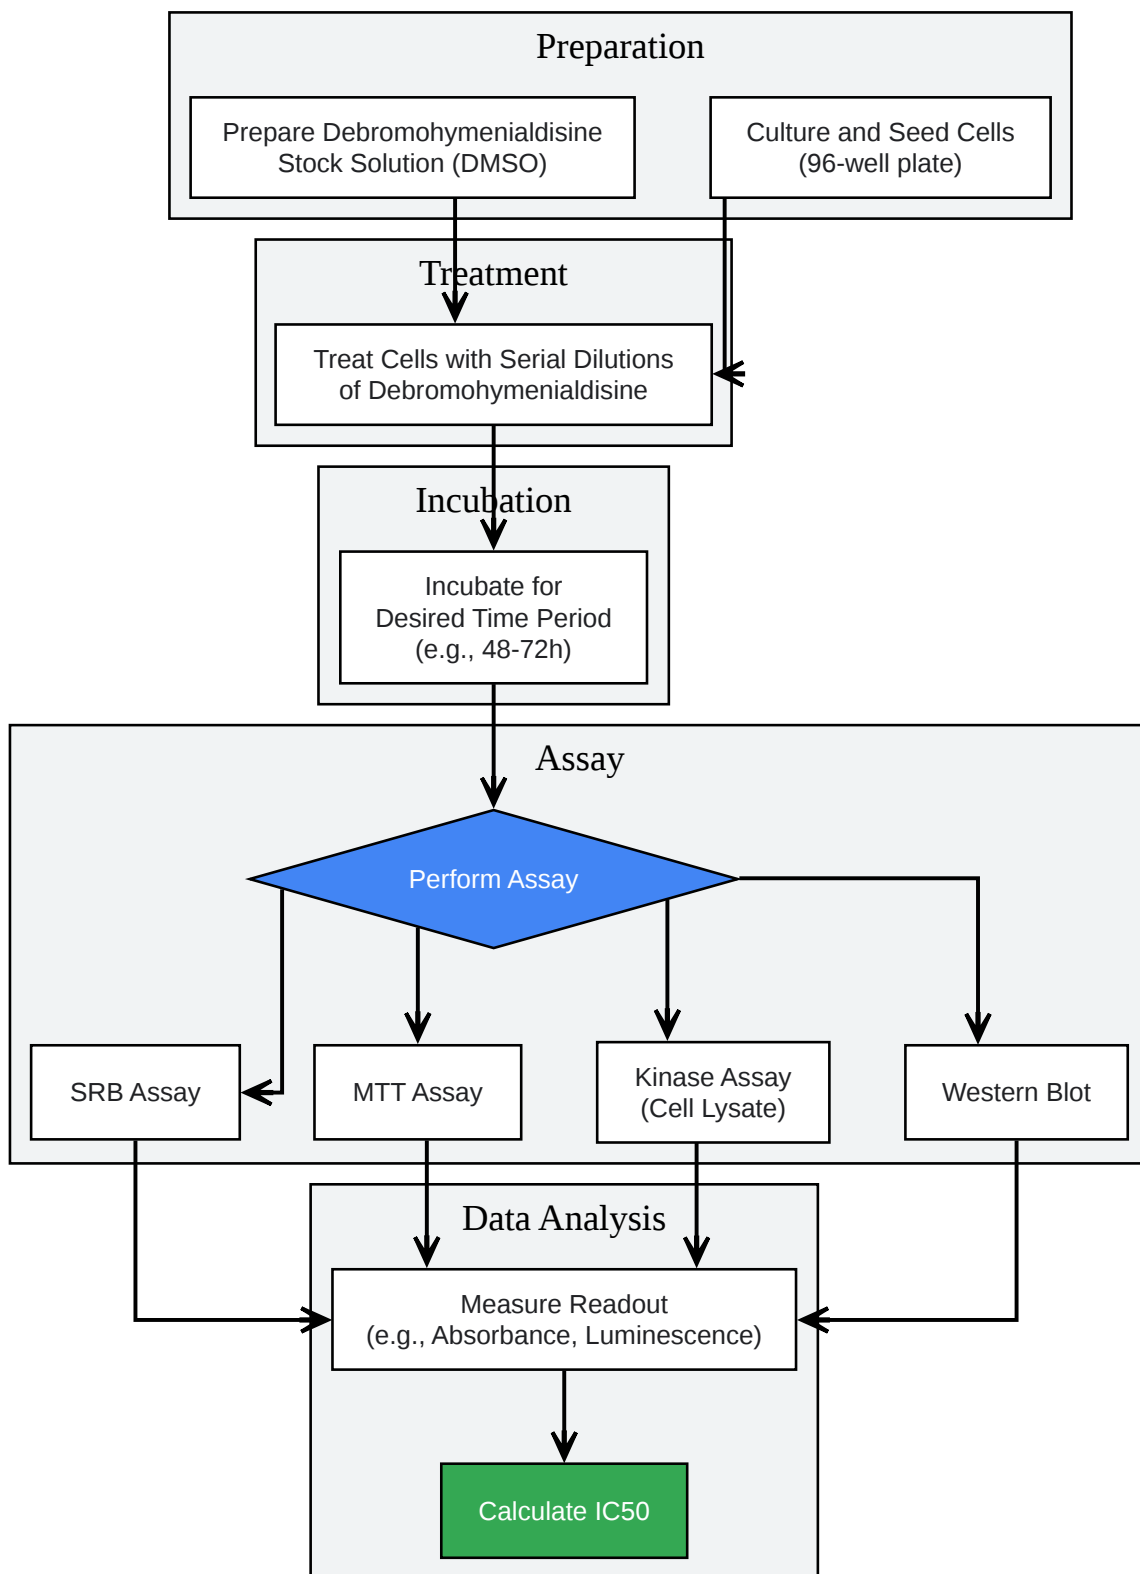 Preparation
Prepare Debromohymenialdisine
Stock Solution (DMSO)
Culture and Seed Cells
(96-well plate)
Treatment
Treat Cells with Serial Dilutions
of Debromohymenialdisine
Incubation
Incubate for
Desired Time Period
(e.g., 48-72h)
Assay
Perform Assay
SRB Assay
MTT Assay
Kinase Assay
(Cell Lysate)
Western Blot
Data Analysis
Measure Readout
(e.g., Absorbance, Luminescence)
Calculate IC50